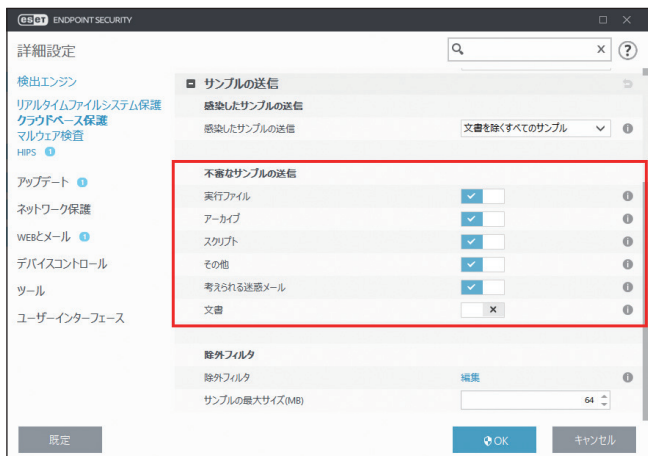 eset ENDPOINT SECURITY
詳細設定
検出エンジン
リアルタイムファイルシステム保護
クラウドベース保護
マルウェア検査
HIPS 1
アップデート 1
ネットワーク保護
WEBとメール 1
デバイスコントロール
ツール
ユーザーインターフェース
サンプルの送信
感染したサンプルの送信
感染したサンプルの送信 文書を除くすべてのサンプル
不審なサンプルの送信
実行ファイル
アーカイブ
スクリプト
その他
考えられる迷惑メール
文書
除外フィルタ
除外フィルタ 編集
サンプルの最大サイズ(MB) 64
既定 OK キャンセル